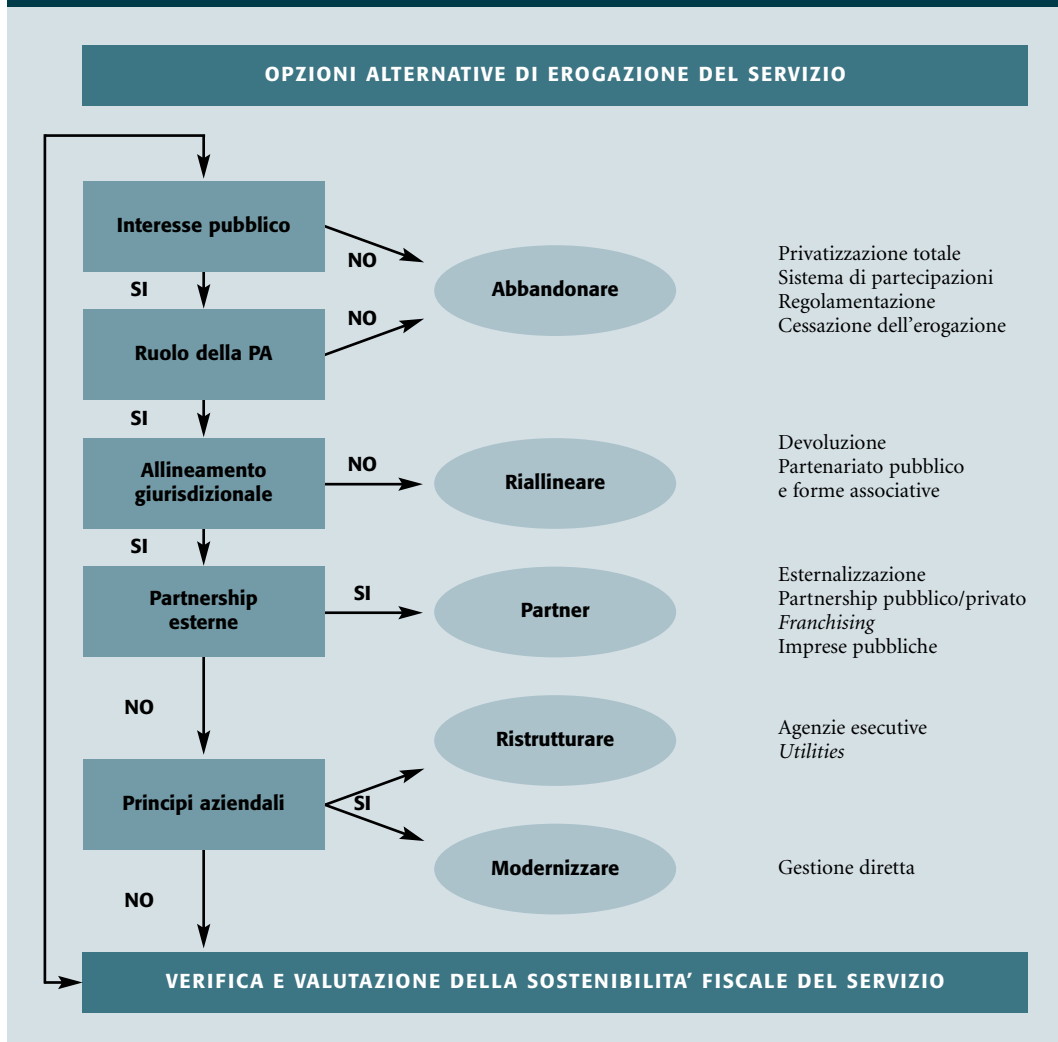 OPZIONI ALTERNATIVE DI EROGAZIONE DEL SERVIZIO
Interesse pubblico
NO
SI
Abbandonare
Privatizzazione totale
Sistema di partecipazioni
Regolamentazione
Cessazione dell’erogazione
NO
Ruolo della PA
SI
Allineamento
giurisdizionale
NO
Riallineare
Devoluzione
Partenariato pubblico
e forme associative
SI
Partnership
esterne
SI
Partner
Esternalizzazione
Partnership pubblico/privato
Franchising
Imprese pubbliche
NO
Ristrutturare
Agenzie esecutive
Utilities
Principi aziendali
SI
Modernizzare
Gestione diretta
NO
VERIFICA E VALUTAZIONE DELLA SOSTENIBILITA’ FISCALE DEL SERVIZIO